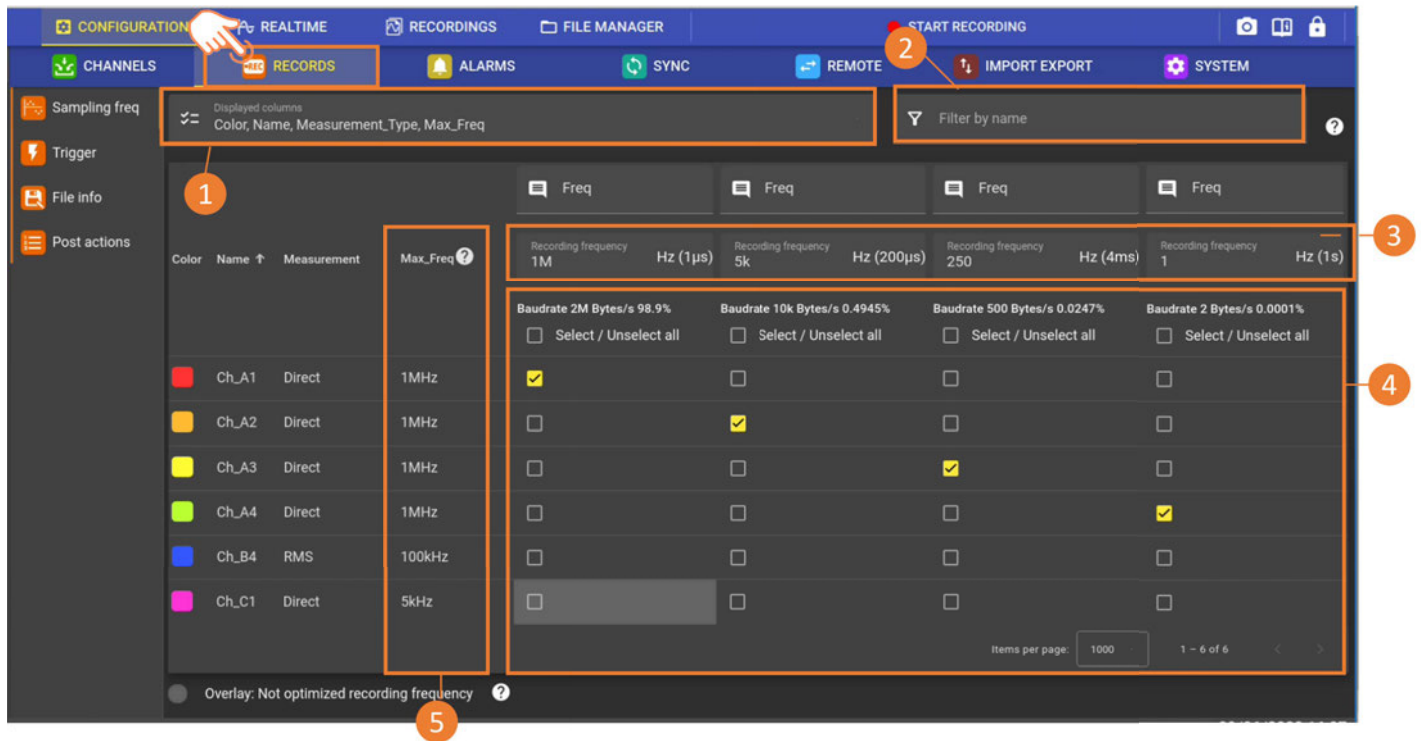 CONFIGURATION REALTIME RECORDINGS FILE MANAGER START RECORDING
2
CHANNELS REC RECORDS ALARMS SYNC REMOTE IMPORT EXPORT SYSTEM
Sampling freq
Displayed columns
Color, Name, Measurement_Type, Max_Freq
Filter by name
?
Trigger
1
File info
Freq Freq Freq Freq
Post actions
3
Color Name ↑ Measurement Max_Freq ?
Recording frequency Recording frequency Recording frequency Recording frequency
1M Hz (1µs) 5k Hz (200µs) 250 Hz (4ms) 1 Hz (1s)
Baudrate 2M Bytes/s 98.9% Baudrate 10k Bytes/s 0.4945% Baudrate 500 Bytes/s 0.0247% Baudrate 2 Bytes/s 0.0001%
Select / Unselect all Select / Unselect all Select / Unselect all Select / Unselect all
Ch_A1 Direct 1MHz
4
Ch_A2 Direct 1MHz
Ch_A3 Direct 1MHz
Ch_A4 Direct 1MHz
Ch_B4 RMS 100kHz
Ch_C1 Direct 5kHz
Items per page: 1000 1 – 6 of 6 < >
Overlay: Not optimized recording frequency ?
5